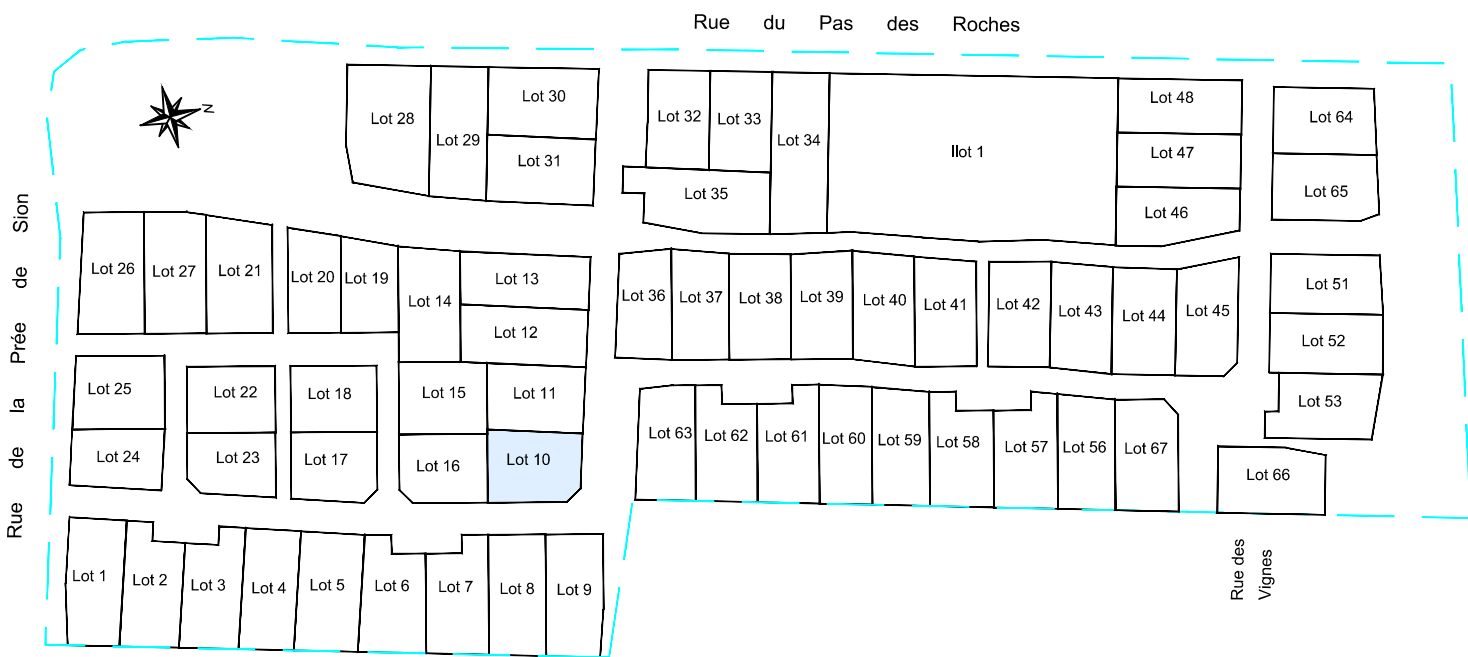 Rue du Pas des Roches
N
Rue de la Prée de Sion
Lot 28
Lot 29
Lot 30
Lot 31
Lot 32
Lot 33
Lot 34
Lot 35
Ilot 1
Lot 48
Lot 47
Lot 46
Lot 64
Lot 65
Lot 26
Lot 27
Lot 21
Lot 20
Lot 19
Lot 14
Lot 13
Lot 12
Lot 36
Lot 37
Lot 38
Lot 39
Lot 40
Lot 41
Lot 42
Lot 43
Lot 44
Lot 45
Lot 51
Lot 52
Lot 53
Lot 25
Lot 24
Lot 22
Lot 23
Lot 18
Lot 17
Lot 15
Lot 16
Lot 11
Lot 10
Lot 63
Lot 62
Lot 61
Lot 60
Lot 59
Lot 58
Lot 57
Lot 56
Lot 67
Lot 66
Lot 1
Lot 2
Lot 3
Lot 4
Lot 5
Lot 6
Lot 7
Lot 8
Lot 9
Rue des
Vignes